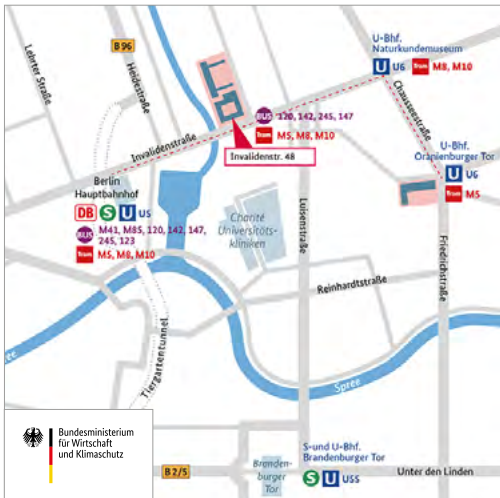 U-Bhf.
Naturkundemuseum
U U6 Tram M8, M10
B 96
Lehrter Straße
Heidestraße
Chausseestraße
BUS 120, 142, 245, 147
Tram M5, M8, M10
Invalidenstraße
Invalidenstr. 48
U-Bhf.
Oranienburger Tor
U U6
Tram M5
Berlin
Hauptbahnhof
DB S U U5
BUS M41, M85, 120, 142, 147,
245, 123
Tram M5, M8, M10
Charité
Universitäts-
kliniken
Luisenstraße
Friedrichstraße
Reinhardtstraße
Tiergartentunnel
Spree
Spree
Bundesministerium
für Wirtschaft
und Klimaschutz
B 2/5
Branden-
burger
Tor
S-und U-Bhf.
Brandenburger Tor
S U U55
Unter den Linden